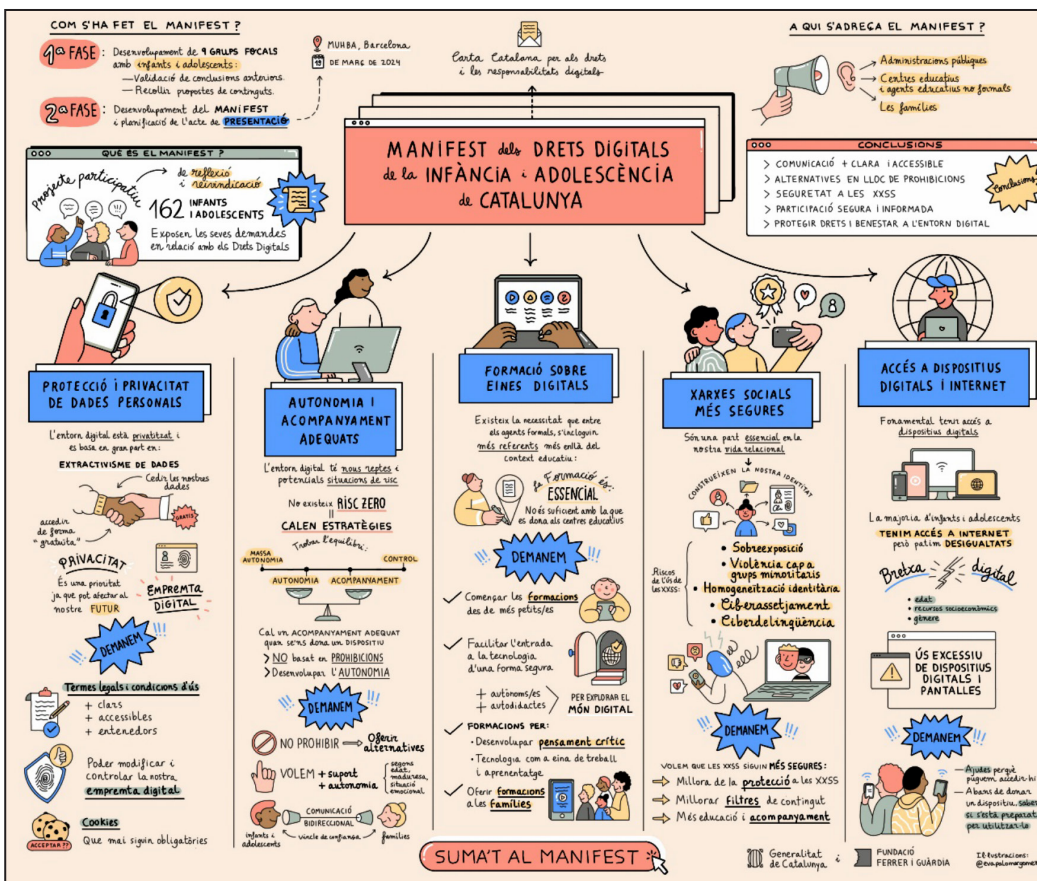 COM S'HA FET EL MANIFEST?
1ª FASE: Desenvolupament de 9 GRUPS FOCALS
amb infants i adolescents:
— Validació de conclusions anteriors.
— Recollir propostes de continguts.
2ª FASE: Desenvolupament del MANIFEST
i planificació de l'acte de PRESENTACIÓ
MUHBA, Barcelona
DE MARÇ DE 2024
Carta Catalana per als drets
i les responsabilitats digitals
A QUI S'ADREÇA EL MANIFEST?
Administracions públiques
Centres educatius
i agents educatius no formals
Les famílies
QUÈ ÉS EL MANIFEST?
Projecte participatiu
de reflecció
i reivindicació
162 INFANTS
I ADOLESCENTS
Exposen les seves demandes
en relació amb els Drets Digitals
MANIFEST dels DRETS DIGITALS
de la INFÀNCIA i ADOLESCÈNCIA
de CATALUNYA
CONCLUSIONS
> COMUNICACIÓ + CLARA I ACCESSIBLE
> ALTERNATIVES EN LLOC DE PROHIBICIONS
> SEGURETAT A LES XXSS
> PARTICIPACIÓ SEGURA I INFORMADA
> PROTEGIR DRETS I BENESTAR A L'ENTORN DIGITAL
Conclusions
PROTECCIÓ i PRIVACITAT
DE DADES PERSONALS
L'entorn digital està privatitzat i
es basa en gran part en:
EXTRACTIVISME DE DADES
Cedir les nostres
dades
accedir
de forma
"gratuïta"
GRATIS
PRIVACITAT
És una prioritat
ja que pot afectar al
nostre FUTUR
EMPREMTA
DIGITAL
DEMANEM
Termes legals i condicions d'ús
+ clars
+ accessibles
+ entenedors
Poder modificar i
controlar la nostra
empremta digital
Cookies
Que mai siguin obligatòries
ACCEPTAR??
AUTONOMIA I
ACOMPANYAMENT
ADEQUATS
L'entorn digital té nous reptes i
potencials situacions de risc
No existeix RISC ZERO
CALEN ESTRATÈGIES
Trobar l'equilibri:
MASSA
AUTONOMIA
CONTROL
AUTONOMIA
ACOMPANYAMENT
Cal un ACOMPANYAMENT ADEQUAT
quan se'ns dona un DISPOSITIU
> NO basat en PROHIBICIONS
> Desenvolupar l'AUTONOMIA
DEMANEM
NO PROHIBIR → Oferir
alternatives
VOLEM + suport
+ autonomia
segons
edat,
maduresa,
situació
emocional
COMUNICACIÓ
BIDIRECCIONAL
infants i
adolescents
vincle de confiança
famílies
FORMACIÓ SOBRE
EINES DIGITALS
Existeix la necessitat que entre
els agents formals, s'incloguin
més referents més enllà del
context educatiu:
la Formació és:
ESSENCIAL
No és suficient amb la que
es dona als centres educatius
DEMANEM
Començar les formacions
des de més petits/es
Facilitar l'entrada
a la tecnologia
d'una forma segura
+ autònoms/es
+ autodidactes
PER EXPLORAR EL
MÓN DIGITAL
FORMACIONS PER:
· Desenvolupar pensament crític
· Tecnologia com a eina de treball
i aprenentatge
Oferir formacions
a les famílies
XARXES SOCIALS
MÉS SEGURES
Són una part essencial en la
nostra vida relacional
CONSTRUEIXEN LA NOSTRA IDENTITAT
Riscos
de l'ús de
les XXSS:
• Sobreexposició
• Violència cap a
grups minoritaris
• Homogeneització identitària
• Ciberassetjament
• Ciberdelinqüència
DEMANEM
VOLEM QUE LES XXSS SIGUIN MÉS SEGURES:
Millora de la protecció a les XXSS
Millorar filtres de contingut
Més educació i acompanyament
ACCÉS A DISPOSITIUS
DIGITALS I INTERNET
Fonamental tenir accés a
dispositius digitals
La majoria d'infants i adolescents
TENIM ACCÉS A INTERNET
però patim DESIGUALTATS
Bretxa digital
• edat
• recursos socioeconòmics
• gènere
ÚS EXCESSIU
DE DISPOSITIUS
DIGITALS I
PANTALLES
DEMANEM
Ajudes perquè
puguem accedir-hi
Abans de donar
un dispositiu, saber
si s'està preparat
per utilitzar-lo
SUMA'T AL MANIFEST
Generalitat
de Catalunya
i
FUNDACIÓ
FERRER i GUÀRDIA
Il·lustracions: